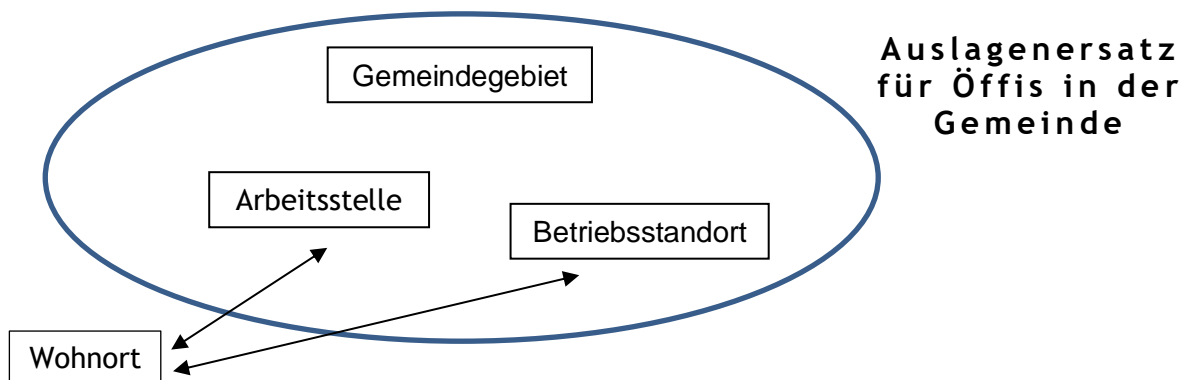 Auslagenersatz
für Öffis in der
Gemeinde
Gemeindegebiet
Arbeitsstelle
Betriebsstandort
Wohnort